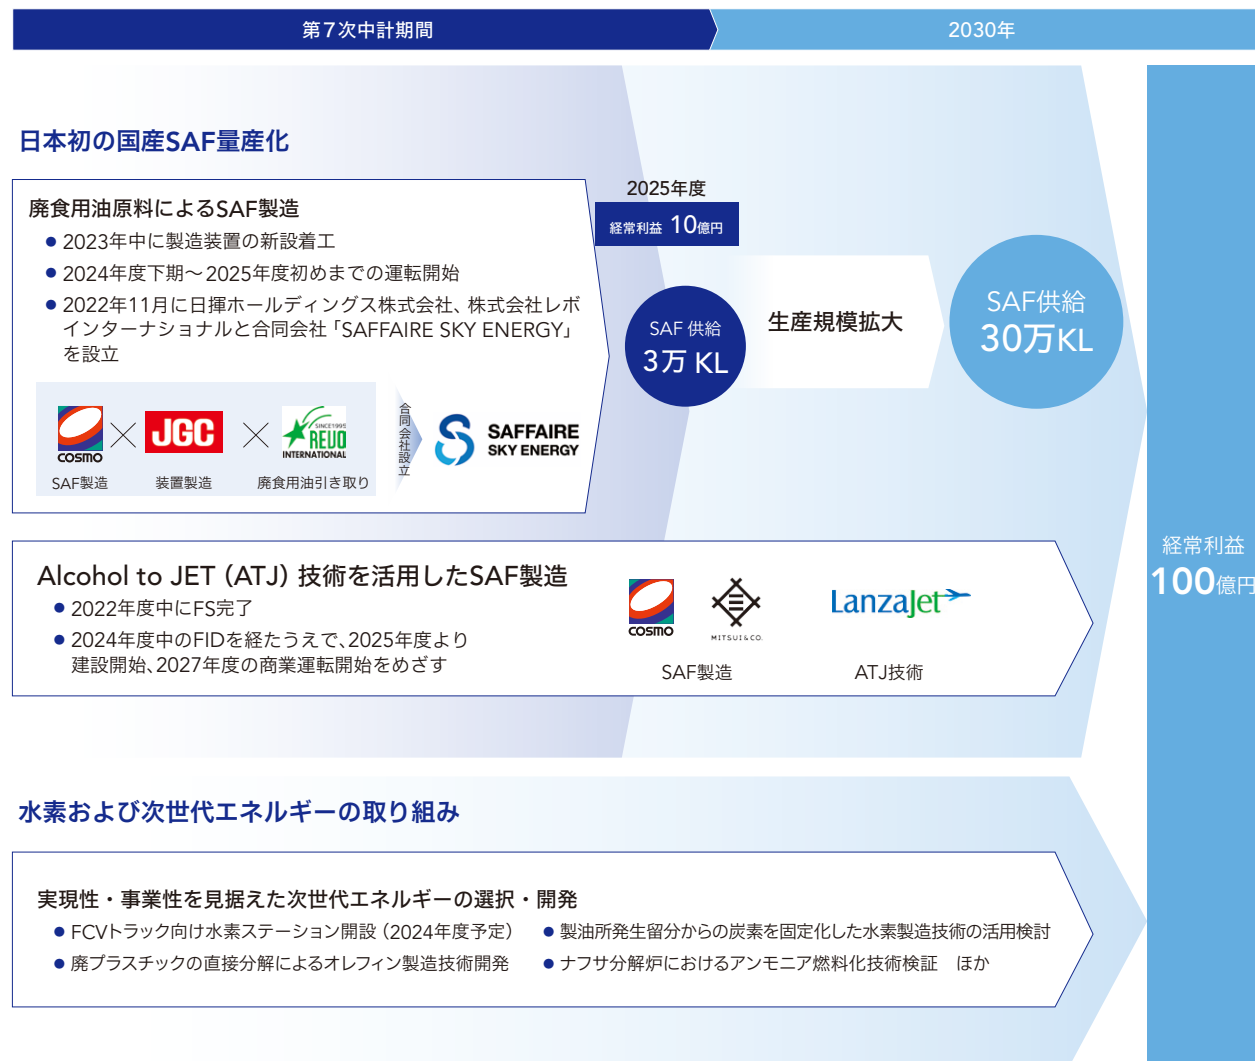 第7次中計期間
2030年
日本初の国産SAF量産化
廃食用油原料によるSAF製造
● 2023年中に製造装置の新設着工
● 2024年度下期～2025年度初めまでの運転開始
● 2022年11月に日揮ホールディングス株式会社、株式会社レボ
インターナショナルと合同会社「SAFFAIRE SKY ENERGY」
を設立
COSMO
JGC
SINCE1995
REVO
INTERNATIONAL
SAF製造
装置製造
廃食用油引き取り
合同会社設立
SAFFAIRE
SKY ENERGY
2025年度
経常利益 10億円
SAF 供給
3万 KL
生産規模拡大
SAF供給
30万KL
Alcohol to JET（ATJ）技術を活用したSAF製造
● 2022年度中にFS完了
● 2024年度中のFIDを経たうえで、2025年度より
建設開始、2027年度の商業運転開始をめざす
COSMO
MITSUI&CO.
SAF製造
LanzaJet
ATJ技術
経常利益
100億円
水素および次世代エネルギーの取り組み
実現性・事業性を見据えた次世代エネルギーの選択・開発
● FCVトラック向け水素ステーション開設（2024年度予定）
● 廃プラスチックの直接分解によるオレフィン製造技術開発
● 製油所発生留分からの炭素を固定化した水素製造技術の活用検討
● ナフサ分解炉におけるアンモニア燃料化技術検証　ほか